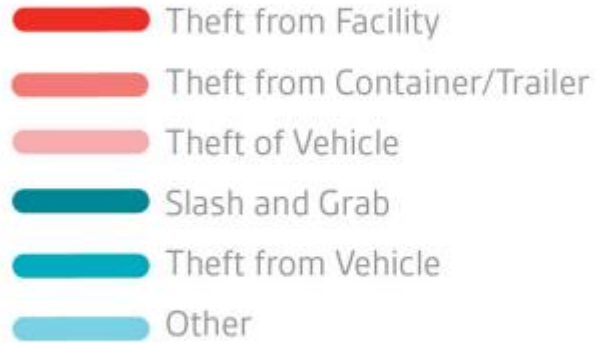 Theft from Facility
Theft from Container/Trailer
Theft of Vehicle
Slash and Grab
Theft from Vehicle
Other